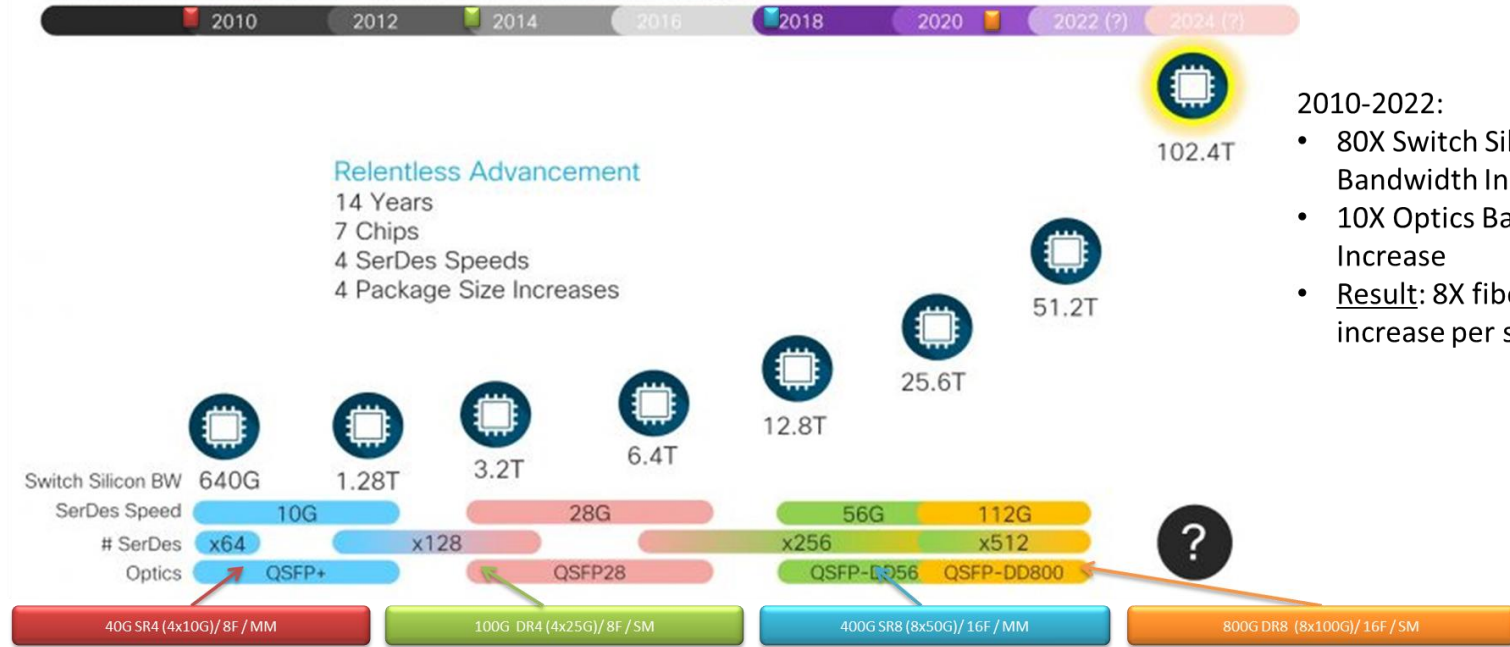 2010 2012 2014 2016 2018 2020 2022 (?) 2024 (?)
102.4T
2010-2022:
• 80X Switch
Bandwidth
• 10X Optics
Increase
• Result: 8X
increase per
Relentless Advancement
14 Years
7 Chips
4 SerDes Speeds
4 Package Size Increases
51.2T
25.6T
12.8T
6.4T
3.2T
Switch Silicon BW 640G 1.28T
SerDes Speed 10G 28G 56G 112G
# SerDes x64 x128 x256 x512
?
Optics QSFP+ QSFP28 QSFP-DD56 QSFP-DD800
40G SR4 (4x10G)/ 8F / MM
100G DR4 (4x25G)/ 8F / SM
400G SR8 (8x50G)/ 16F / MM
800G DR8 (8x100G)/ 16F / SM